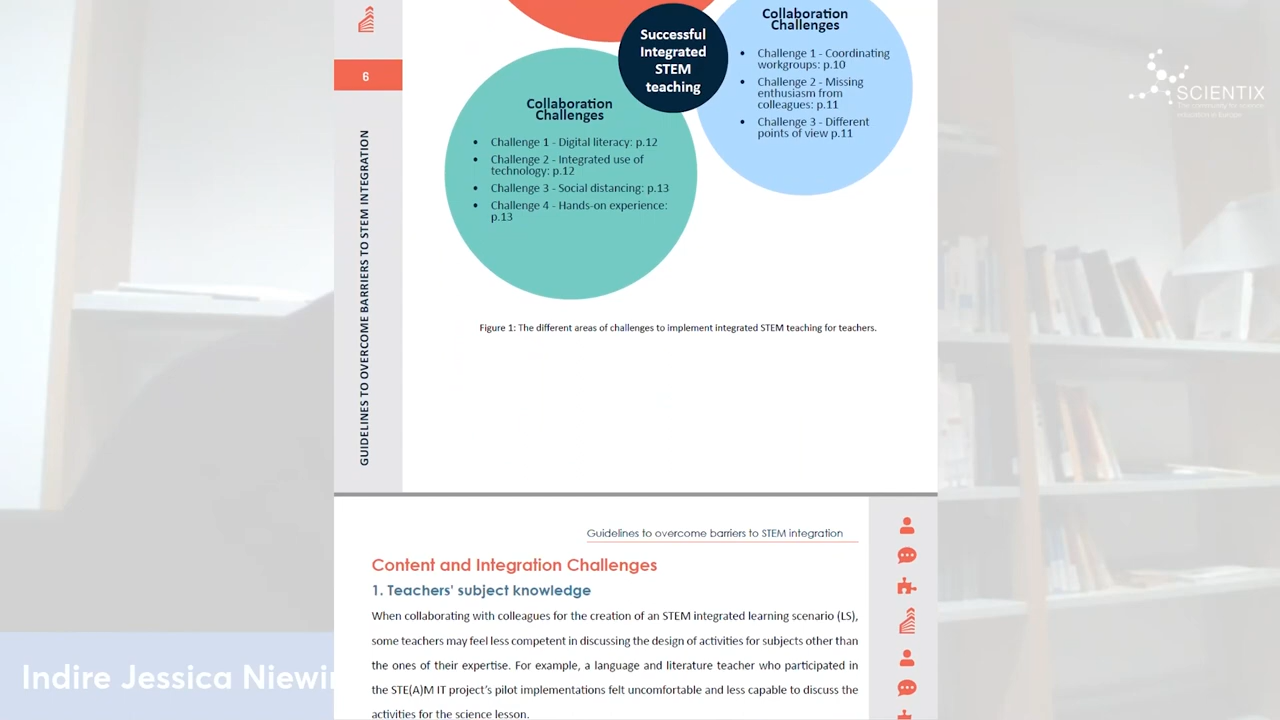 6
GUIDELINES TO OVERCOME BARRIERS TO STEM INTEGRATION
Successful
Integrated
STEM
teaching
Collaboration
Challenges
• Challenge 1 - Coordinating
workgroups: p.10
• Challenge 2 - Missing
enthusiasm from
colleagues: p.11
• Challenge 3 - Different
points of view p.11
Collaboration
Challenges
• Challenge 1 - Digital literacy: p.12
• Challenge 2 - Integrated use of
technology: p.12
• Challenge 3 - Social distancing: p.13
• Challenge 4 - Hands-on experience:
p.13
Figure 1: The different areas of challenges to implement integrated STEM teaching for teachers.
Guidelines to overcome barriers to STEM integration
Content and Integration Challenges
1. Teachers' subject knowledge
When collaborating with colleagues for the creation of an STEM integrated learning scenario (LS),
some teachers may feel less competent in discussing the design of activities for subjects other than
the ones of their expertise. For example, a language and literature teacher who participated in
the STE(A)M IT project's pilot implementations felt uncomfortable and less capable to discuss the
activities for the science lesson.
SCIENTIX
The community for science
education in Europe
Indire Jessica Niewi